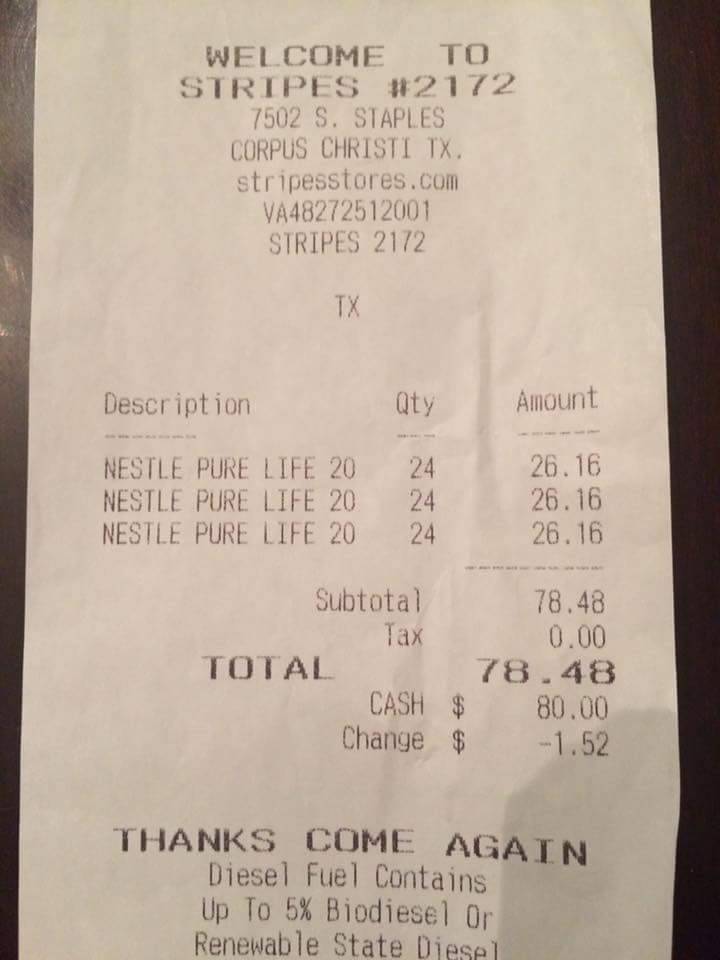 WELCOME TO
STRIPES #2172
7502 S. STAPLES
CORPUS CHRISTI TX.
stripesstores.com
VA48272512001
STRIPES 2172
TX
Description Qty Amount
NESTLE PURE LIFE 20 24 26.16
NESTLE PURE LIFE 20 24 26.16
NESTLE PURE LIFE 20 24 26.16
Subtotal 78.48
Tax 0.00
TOTAL 78.48
CASH $ 80.00
Change $ -1.52
THANKS COME AGAIN
Diesel Fuel Contains
Up To 5% Biodiesel Or
Renewable State Diesel